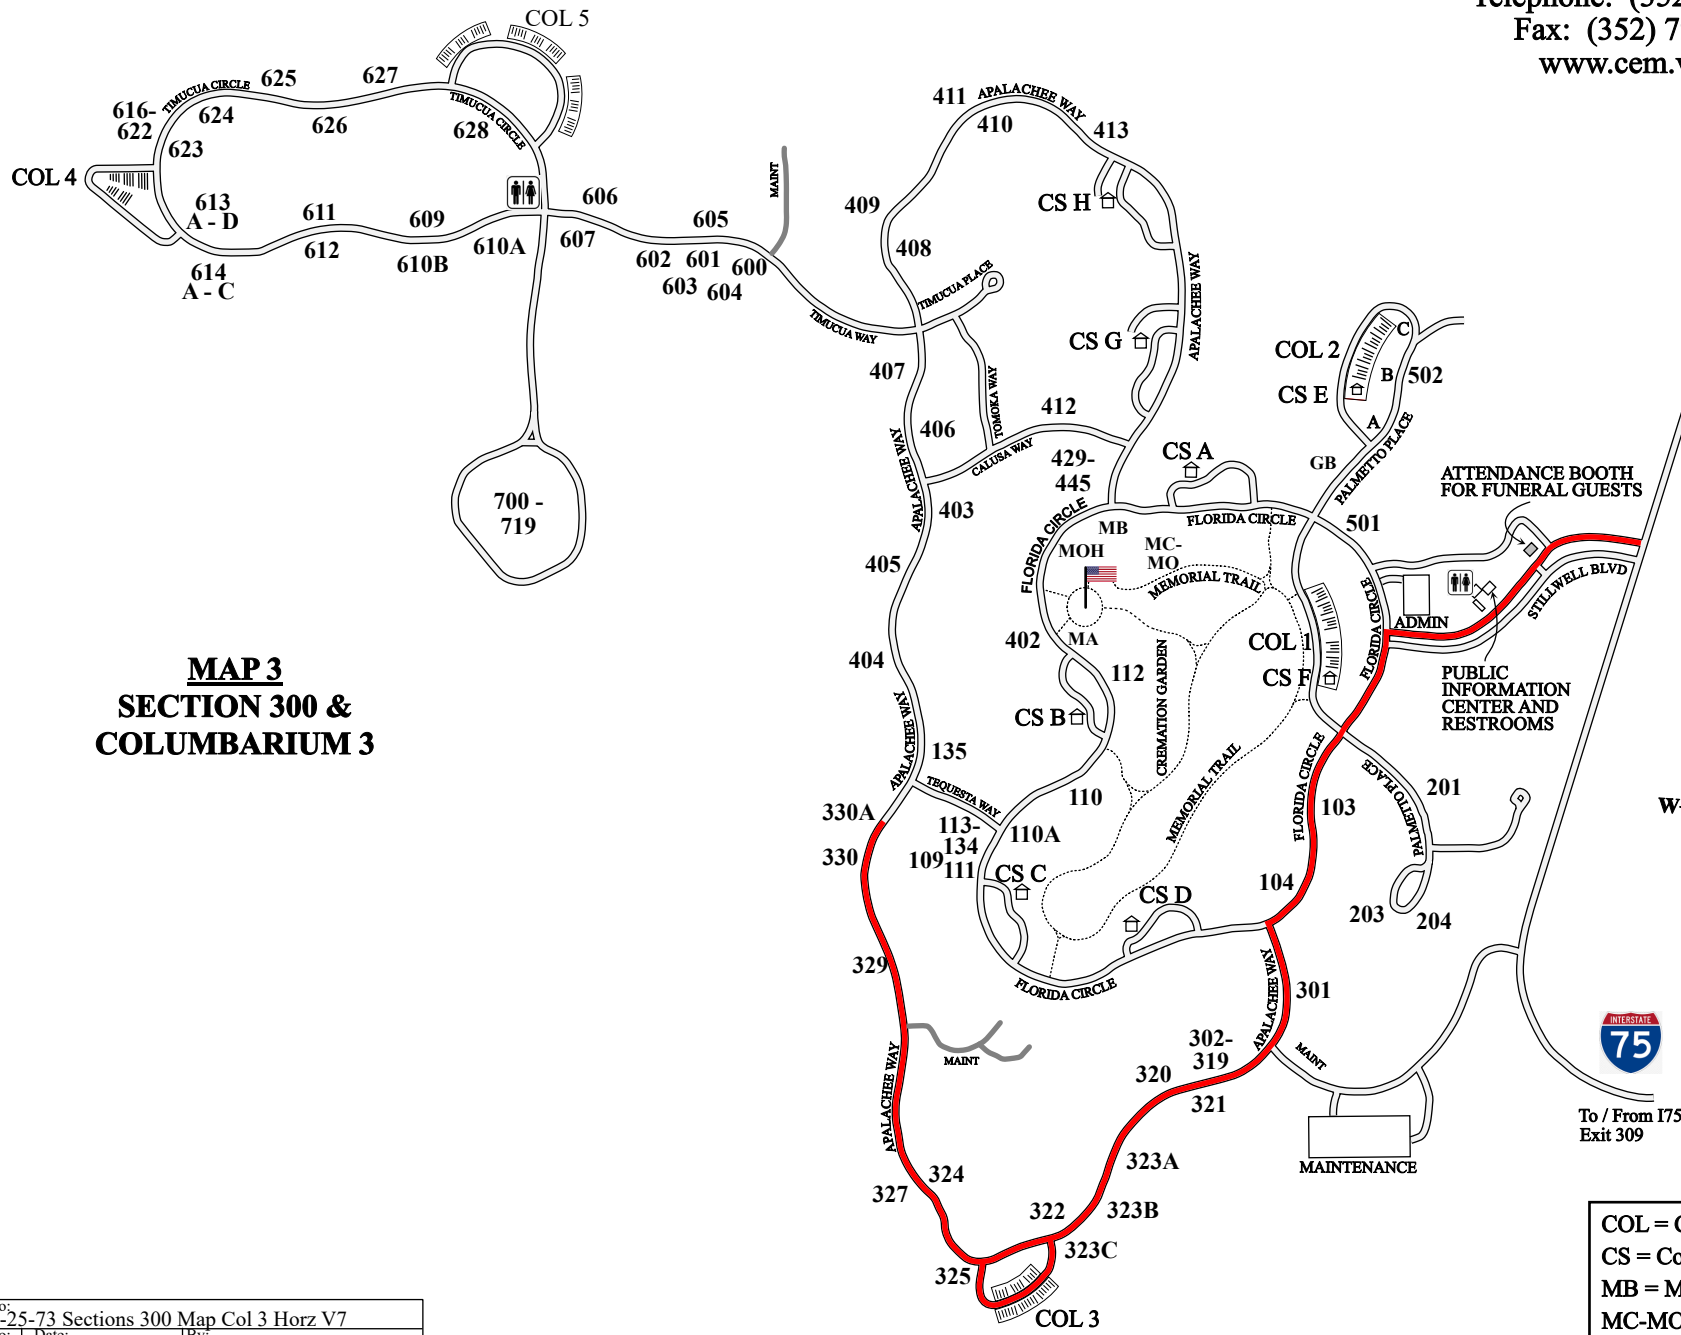 Telephone: (352
Fax: (352) 7
www.cem.v
COL 5
TIMUCUA CIRCLE
625
627
616-
622
624
626
TIMUCUA CIRCLE
628
623
COL 4
613
A - D
611
609
606
605
MAINT
614
A - C
612
610B
610A
607
602
601
600
603
604
TIMUCUA WAY
700 -
719
411
APALACHEE WAY
410
413
409
CS H
408
TIMUCUA PLACE
APALACHEE WAY
CS G
407
TOMOKA WAY
412
406
CALUSA WAY
APALACHEE WAY
403
429-
445
CS A
COL 2
C
B
502
CS E
A
GB
PALMETTO PLACE
ATTENDANCE BOOTH
FOR FUNERAL GUESTS
FLORIDA CIRCLE
MB
FLORIDA CIRCLE
501
MOH
MC-
MO
MEMORIAL TRAIL
405
STILLWELL BLVD
FLORIDA CIRCLE
ADMIN
402
MA
COL 1
404
112
CREMATION GARDEN
CS F
PUBLIC
INFORMATION
CENTER AND
RESTROOMS
MAP 3
SECTION 300 &
COLUMBARIUM 3
CS B
APALACHEE WAY
135
TEQUESTA WAY
110
MEMORIAL TRAIL
FLORIDA CIRCLE
PALMETTO PLACE
201
103
W-
330A
113-
134
110A
330
109
111
CS C
104
CS D
203
204
329
FLORIDA CIRCLE
APALACHEE WAY
301
INTERSTATE
75
302-
319
MAINT
MAINT
APALACHEE WAY
320
321
To / From I75
Exit 309
323A
MAINTENANCE
324
327
322
323B
323C
325
COL 3
COL = C
CS = Co
MB = M
MC-MO
o:
-25-73 Sections 300 Map Col 3 Horz V7
o:
Date:
By: